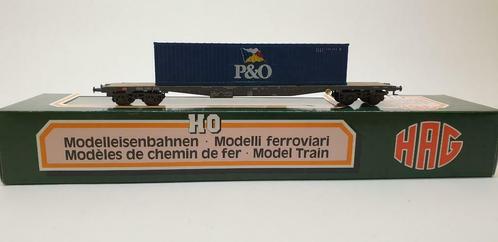 P&O
H0
Modelleisenbahnen · Modelli ferroviari
Modèles de chemin de fer · Model Train
HAG